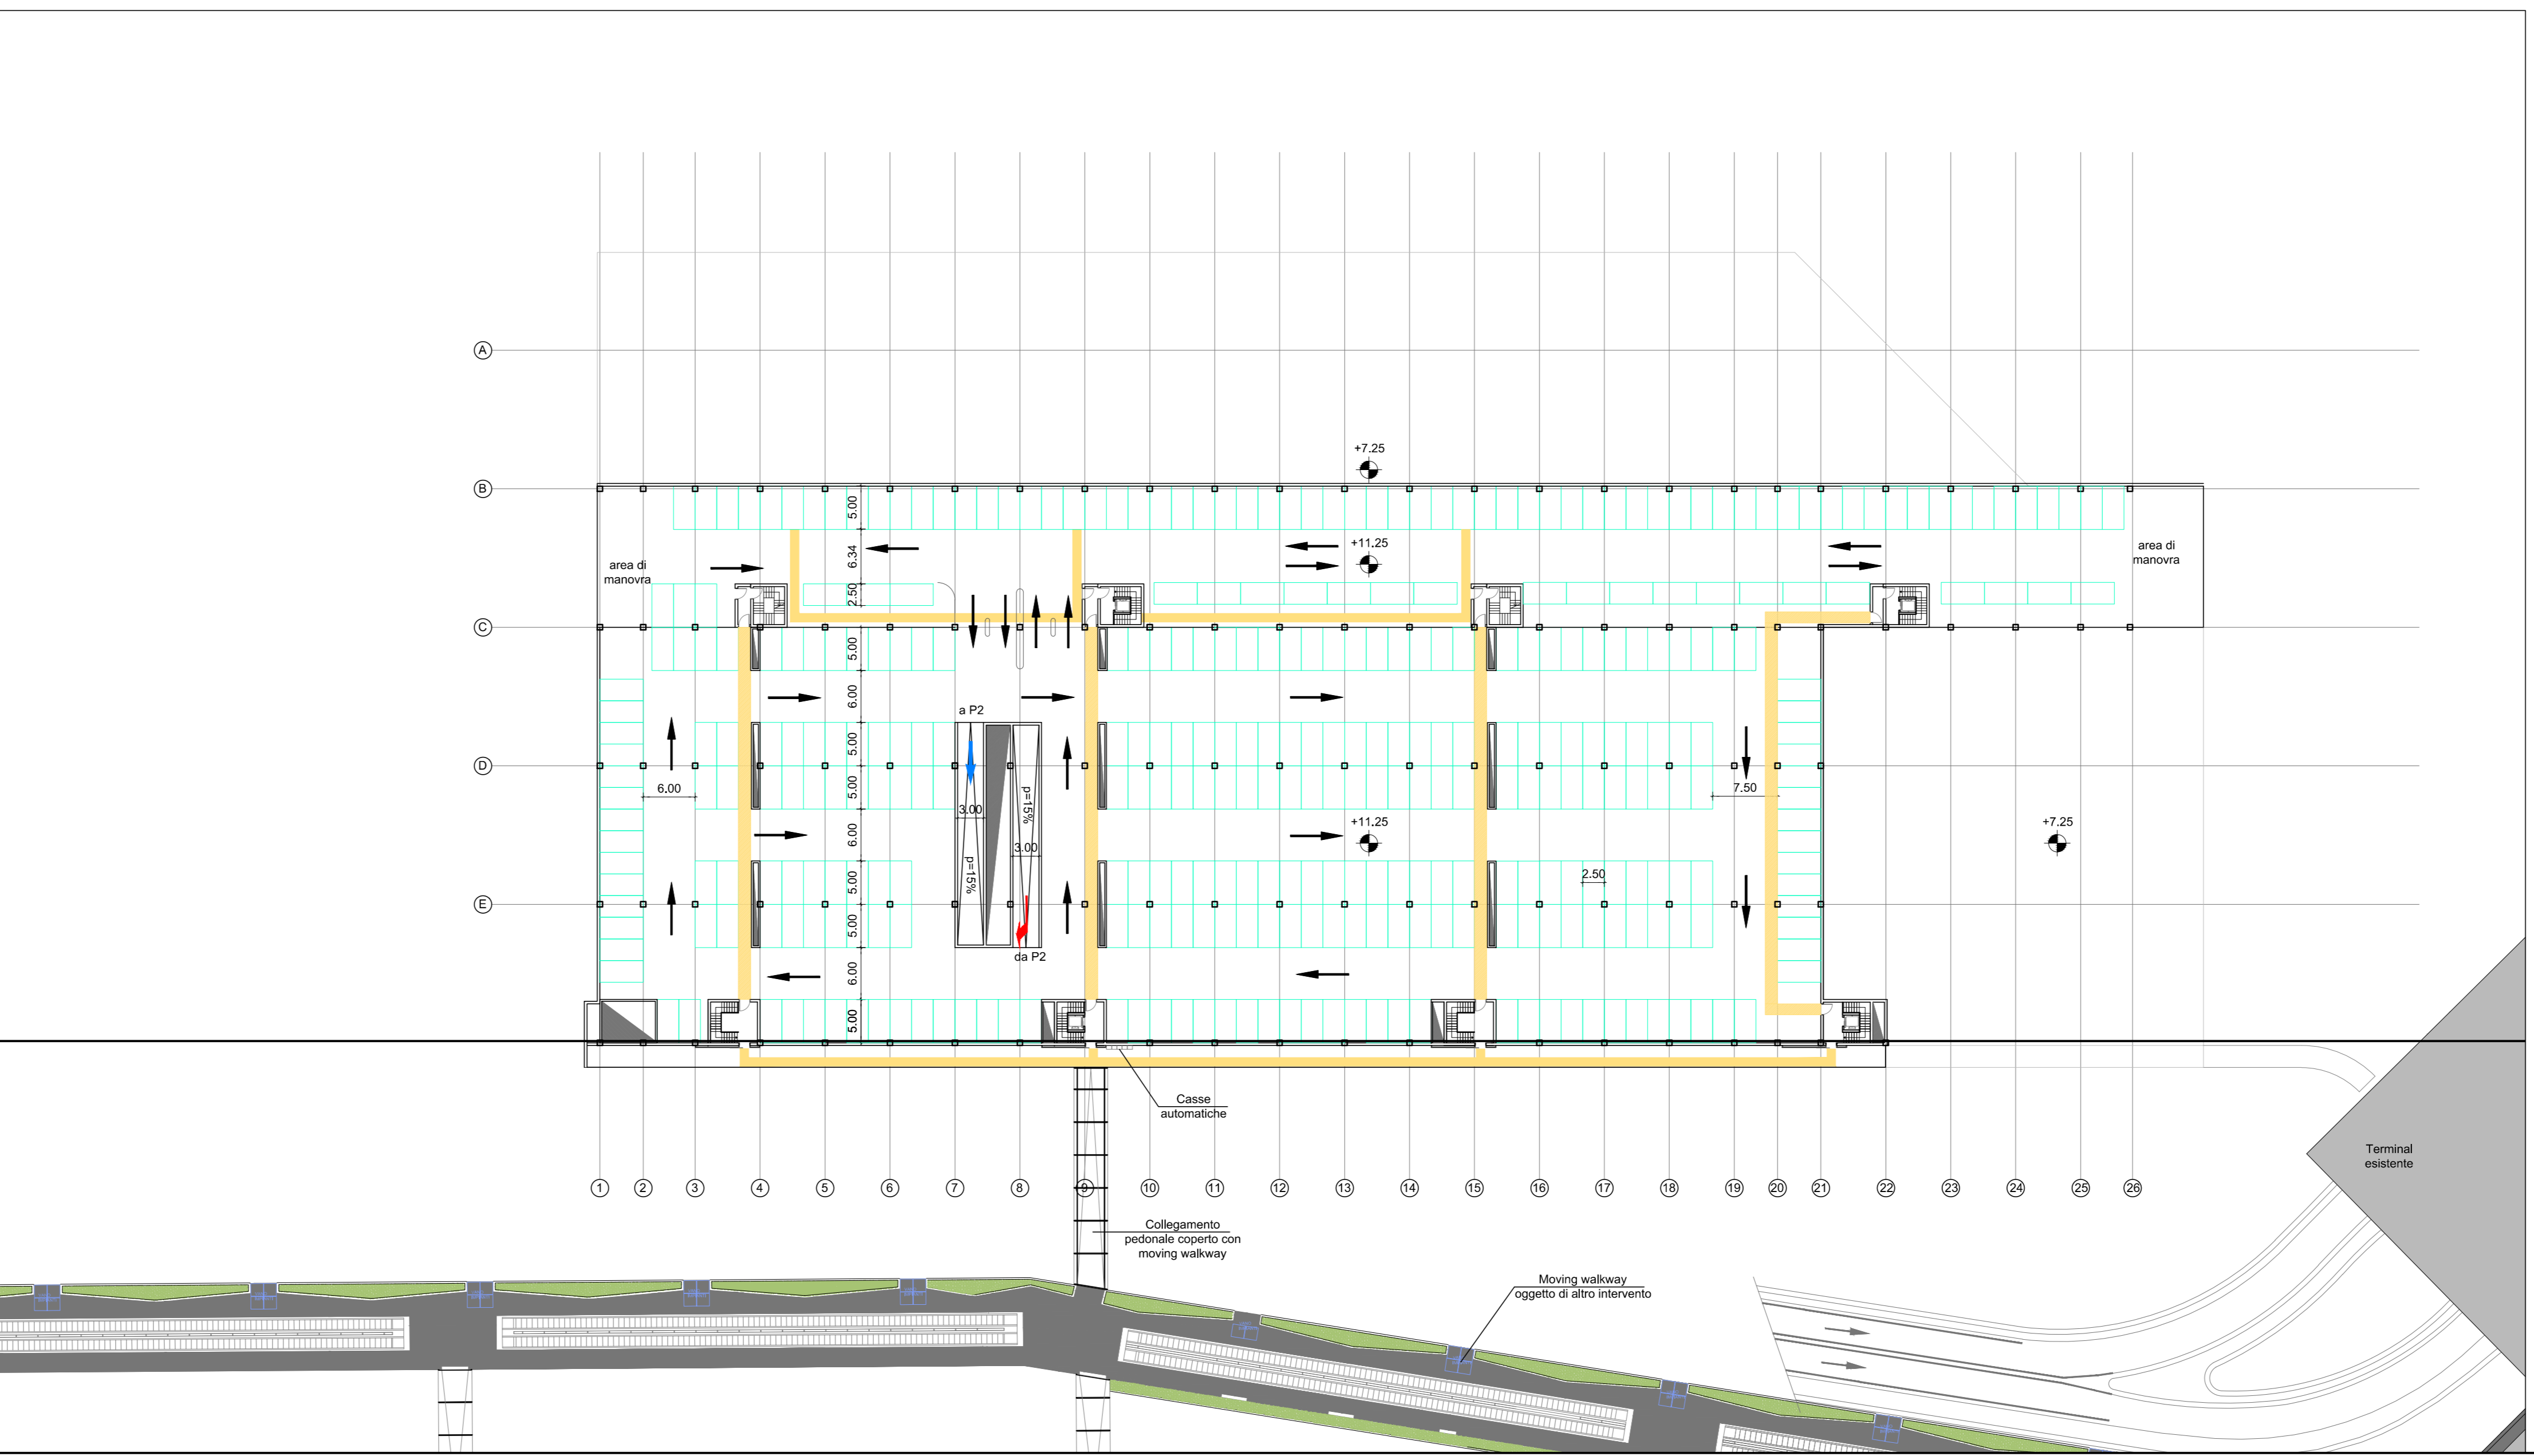 A
+7.25
B
5.00
6.34
2.50
+11.25
area di
manovra
area di
manovra
C
5.00
6.00
a P2
5.00
D
5.00
6.00
3.00
p=15%
7.50
6.00
3.00
+11.25
+7.25
p=15%
5.00
2.50
E
5.00
6.00
da P2
5.00
Casse
automatiche
Terminal
esistente
1
2
3
4
5
6
7
8
9
10
11
12
13
14
15
16
17
18
19
20
21
22
23
24
25
26
Collegamento
pedonale coperto con
moving walkway
Moving walkway
oggetto di altro intervento